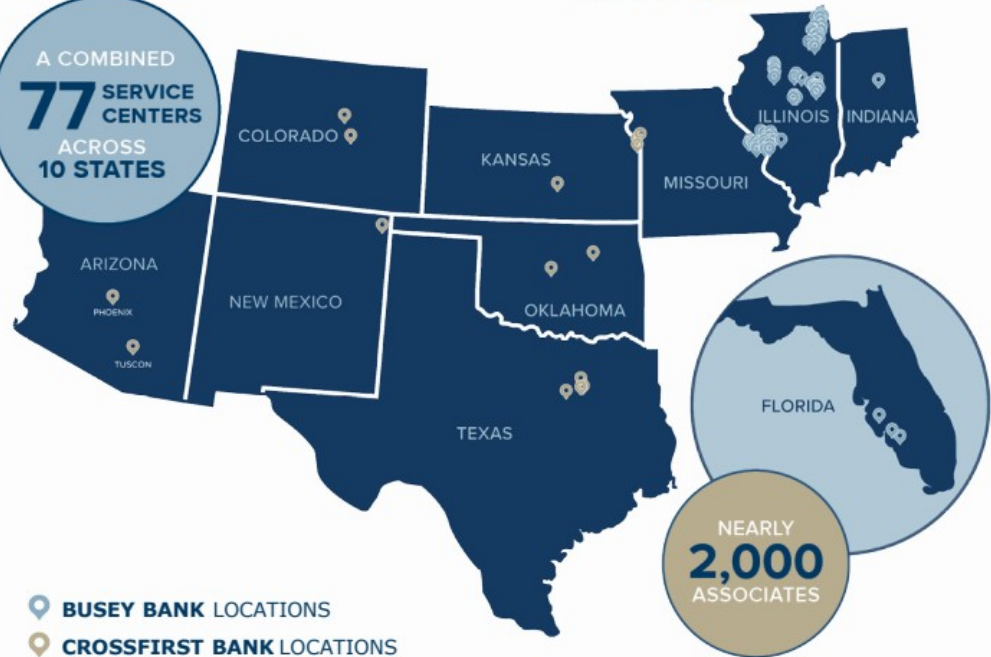 A COMBINED
77 SERVICE
CENTERS
ACROSS
10 STATES
COLORADO
KANSAS
MISSOURI
ILLINOIS
INDIANA
ARIZONA
PHOENIX
TUSCON
NEW MEXICO
OKLAHOMA
TEXAS
FLORIDA
NEARLY
2,000
ASSOCIATES
BUSEY BANK LOCATIONS
CROSSFIRST BANK LOCATIONS